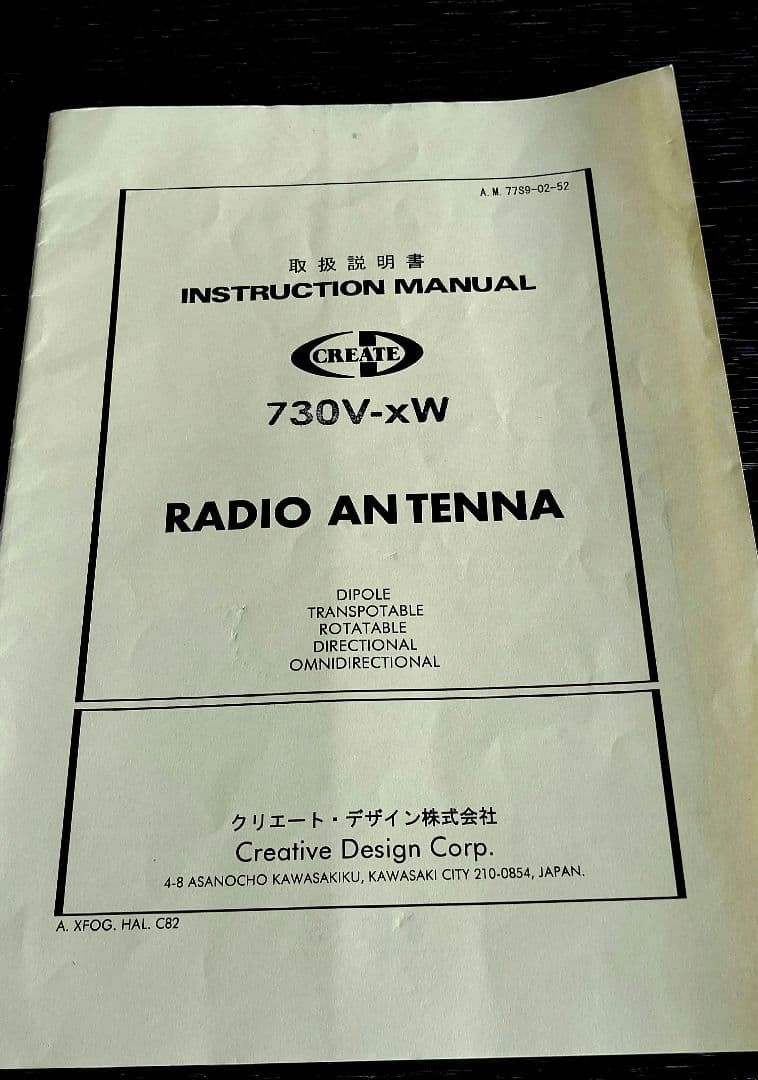 A. M. 77S9-02-52
取扱説明書
INSTRUCTION MANUAL
CREATE
730V-xW
RADIO ANTENNA
DIPOLE
TRANSPOTABLE
ROTATABLE
DIRECTIONAL
OMNIDIRECTIONAL
クリエート・デザイン株式会社
Creative Design Corp.
4-8 ASANOCHO KAWASAKIKU, KAWASAKI CITY 210-0854, JAPAN.
A. XFOG. HAL. C82